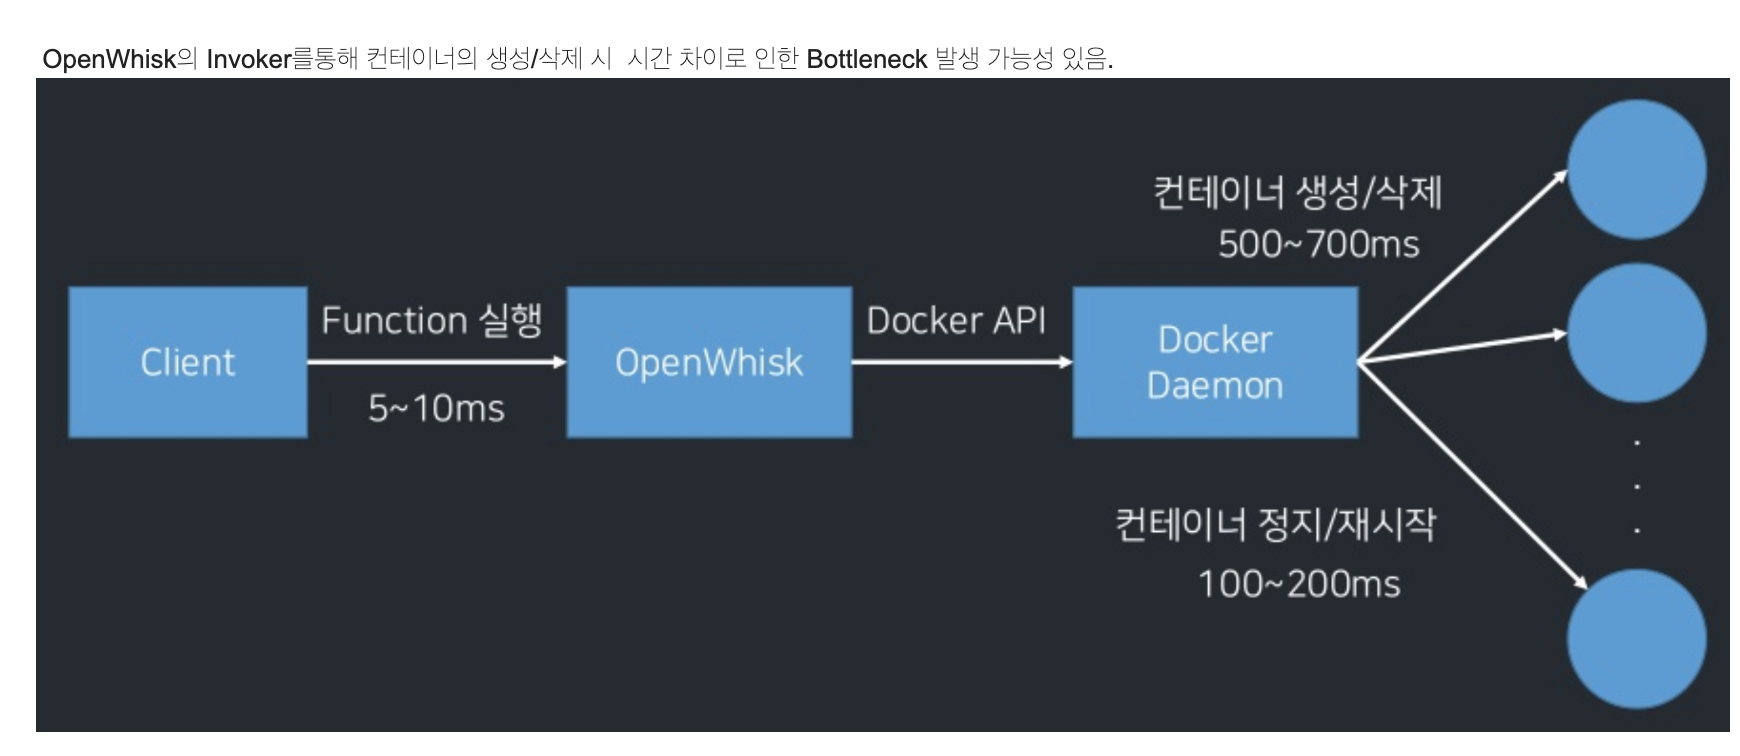 OpenWhisk의 Invoker를통해 컨테이너의 생성/삭제 시  시간 차이로 인한 Bottleneck 발생 가능성 있음.
컨테이너 생성/삭제
500~700ms
Client
Function 실행
5~10ms
OpenWhisk
Docker API
Docker
Daemon
컨테이너 정지/재시작
100~200ms